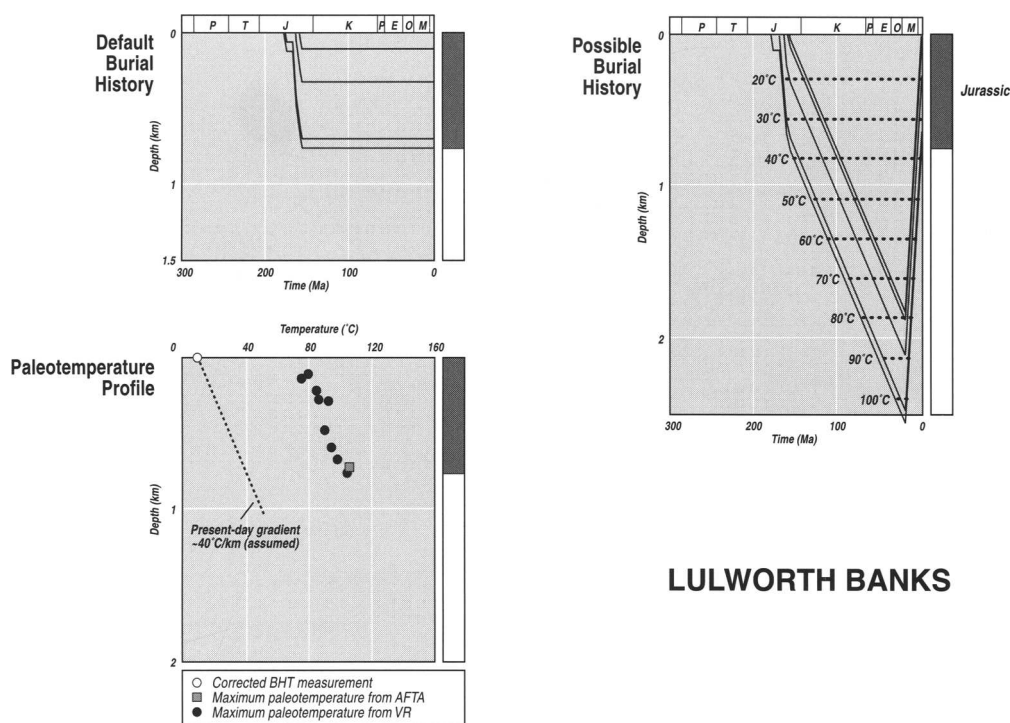 Default
Burial
History
P T J K P E O M
0
1
1.5
Depth (km)
300 200 100 0
Time (Ma)
Possible
Burial
History
P T J K P E O M
0
1
2
Depth (km)
20˚C
30˚C
40˚C
50˚C
60˚C
70˚C
80˚C
90˚C
100˚C
300 200 100 0
Time (Ma)
Jurassic
Paleotemperature
Profile
Temperature (˚C)
0 40 80 120 160
0
1
2
Depth (km)
Present-day gradient
~40˚C/km (assumed)
Corrected BHT measurement
Maximum paleotemperature from AFTA
Maximum paleotemperature from VR
LULWORTH BANKS